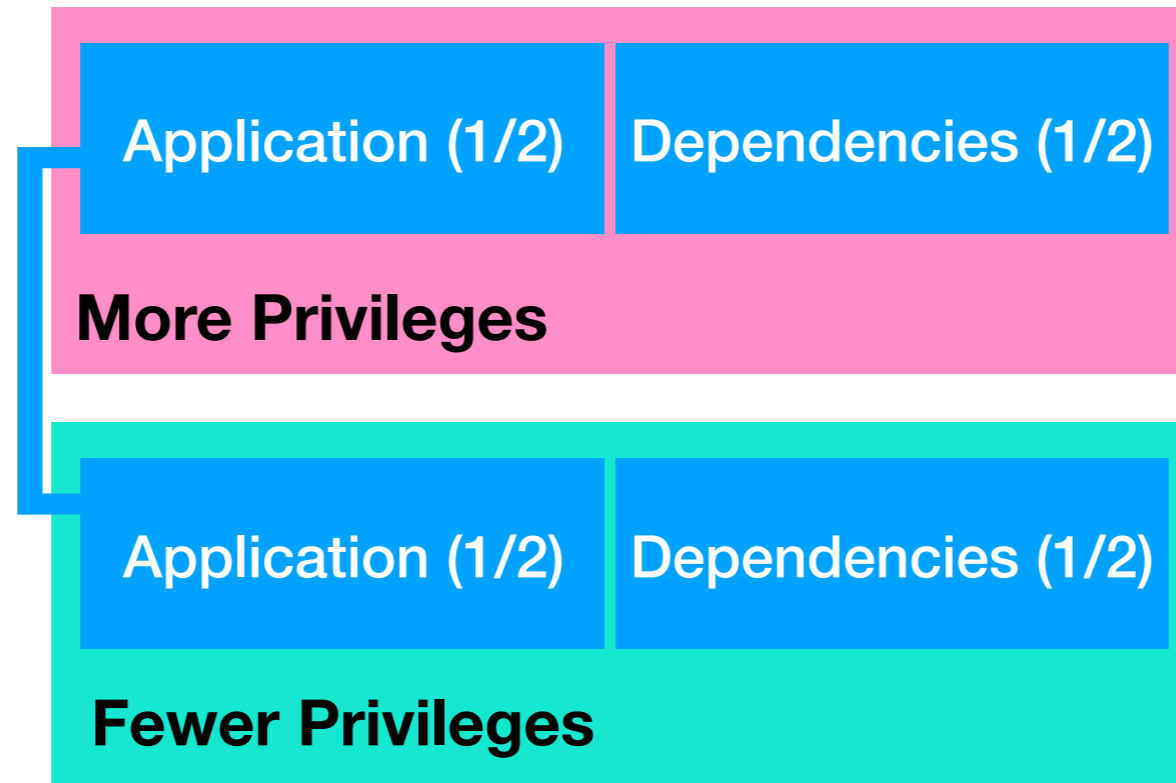 Application (1/2) Dependencies (1/2)
More Privileges
Application (1/2) Dependencies (1/2)
Fewer Privileges